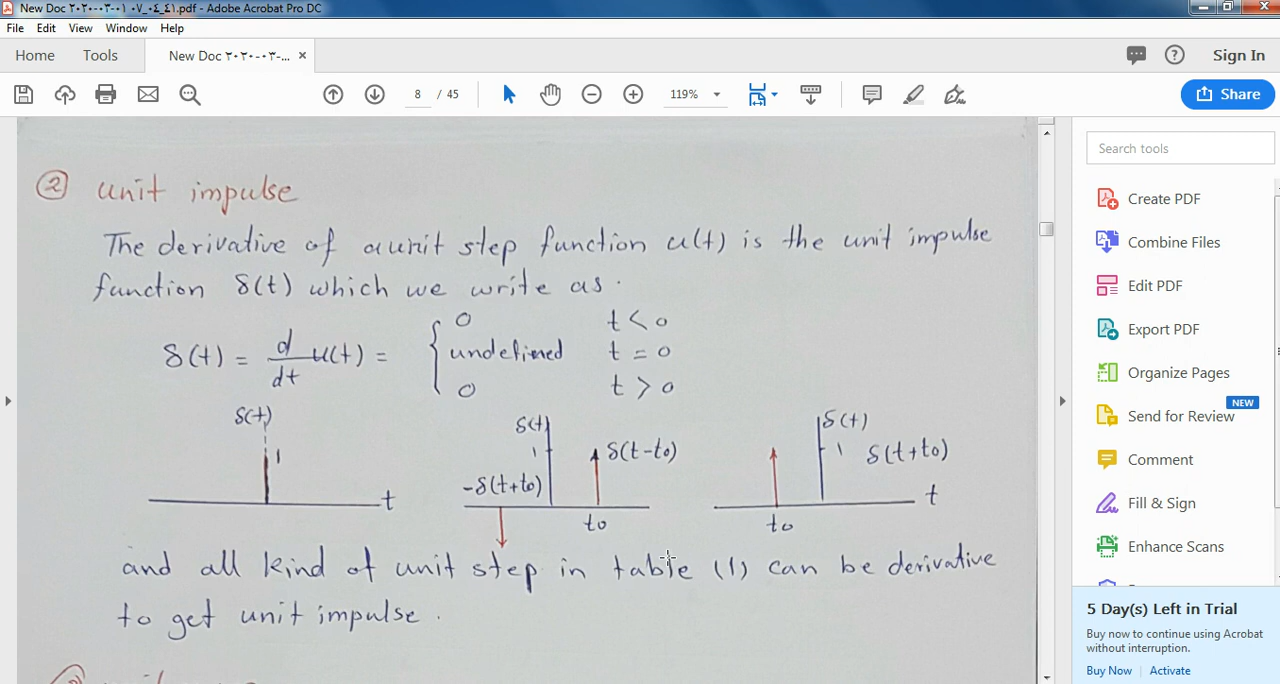 New Doc ٢٠٢٠-٠٣-٠١ ٠٧_٠٤_٤١.pdf - Adobe Acrobat Pro DC
File Edit View Window Help
Home Tools New Doc ٢٠٢٠-٠٣-... × Sign In
8 / 45 119% Share
② unit impulse
The derivative of a unit step function u(t) is the unit impulse
function δ(t) which we write as.
δ(t) = d/dt u(t) = { 0 t < 0
undefined t = 0
0 t > 0
δ(t) 1 t
δ(t) 1 δ(t-to) -δ(t+to) to
δ(t) 1 δ(t+to) to t
and all kind of unit step in table (1) can be derivative
to get unit impulse.
Search tools
Create PDF
Combine Files
Edit PDF
Export PDF
Organize Pages
NEW
Send for Review
Comment
Fill & Sign
Enhance Scans
5 Day(s) Left in Trial
Buy now to continue using Acrobat
without interruption.
Buy Now Activate